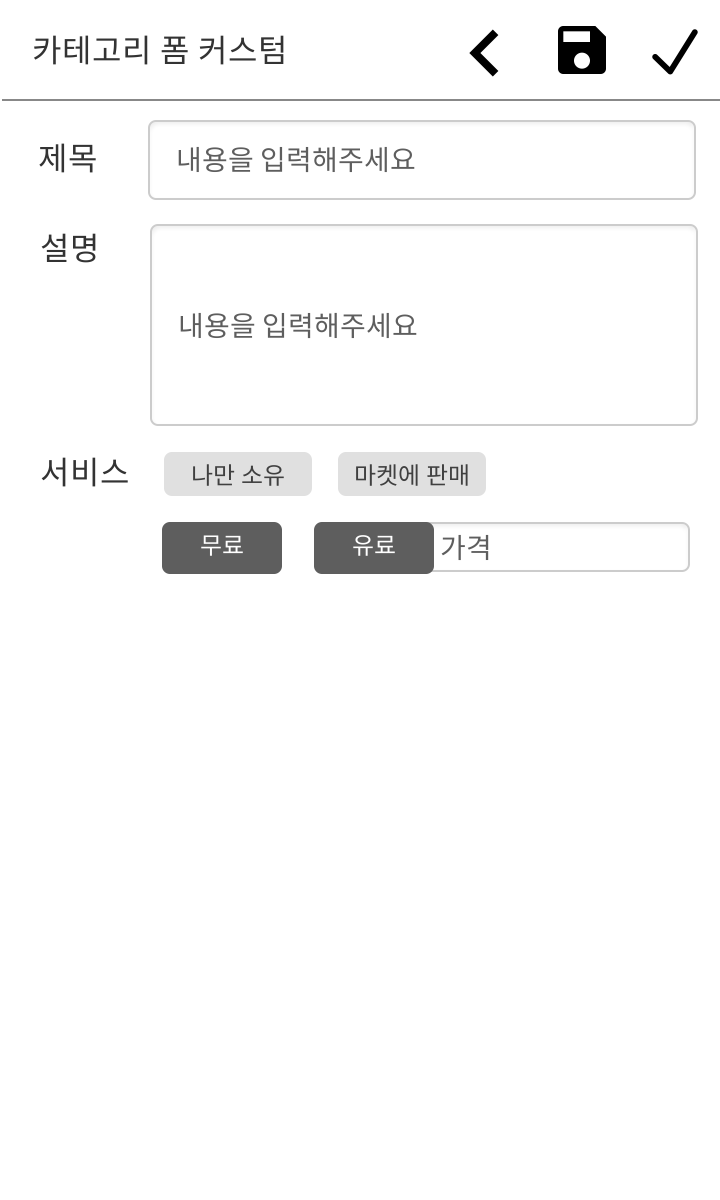 카테고리 폼 커스텀
제목 내용을 입력해주세요
설명
내용을 입력해주세요
서비스 나만 소유 마켓에 판매
무료 유료 가격